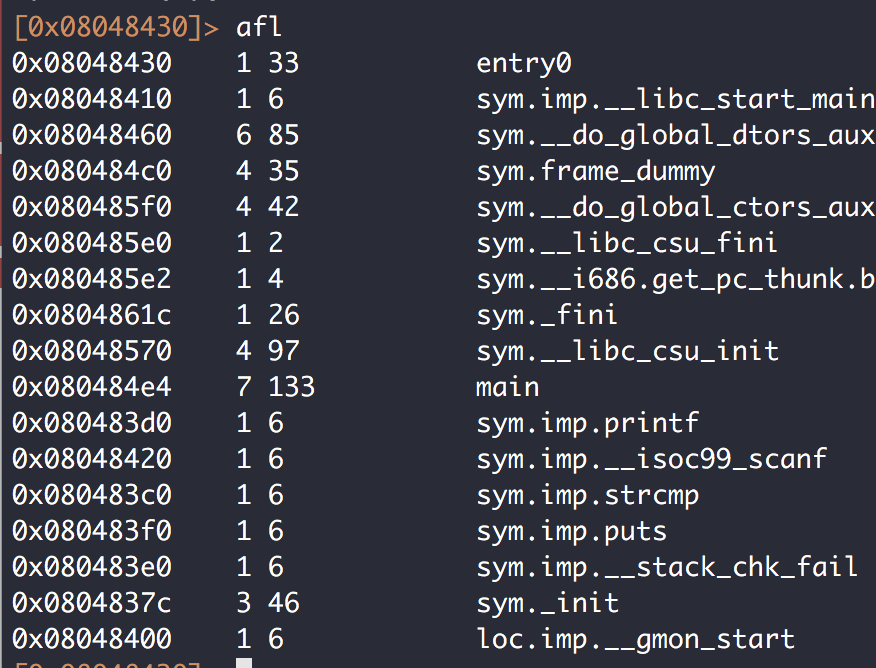 [0x08048430]> afl
0x08048430 1 33 entry0
0x08048410 1 6 sym.imp.__libc_start_main
0x08048460 6 85 sym.__do_global_dtors_aux
0x080484c0 4 35 sym.frame_dummy
0x080485f0 4 42 sym.__do_global_ctors_aux
0x080485e0 1 2 sym.__libc_csu_fini
0x080485e2 1 4 sym.__i686.get_pc_thunk.b
0x0804861c 1 26 sym._fini
0x08048570 4 97 sym.__libc_csu_init
0x080484e4 7 133 main
0x080483d0 1 6 sym.imp.printf
0x08048420 1 6 sym.imp.__isoc99_scanf
0x080483c0 1 6 sym.imp.strcmp
0x080483f0 1 6 sym.imp.puts
0x080483e0 1 6 sym.imp.__stack_chk_fail
0x0804837c 3 46 sym._init
0x08048400 1 6 loc.imp.__gmon_start